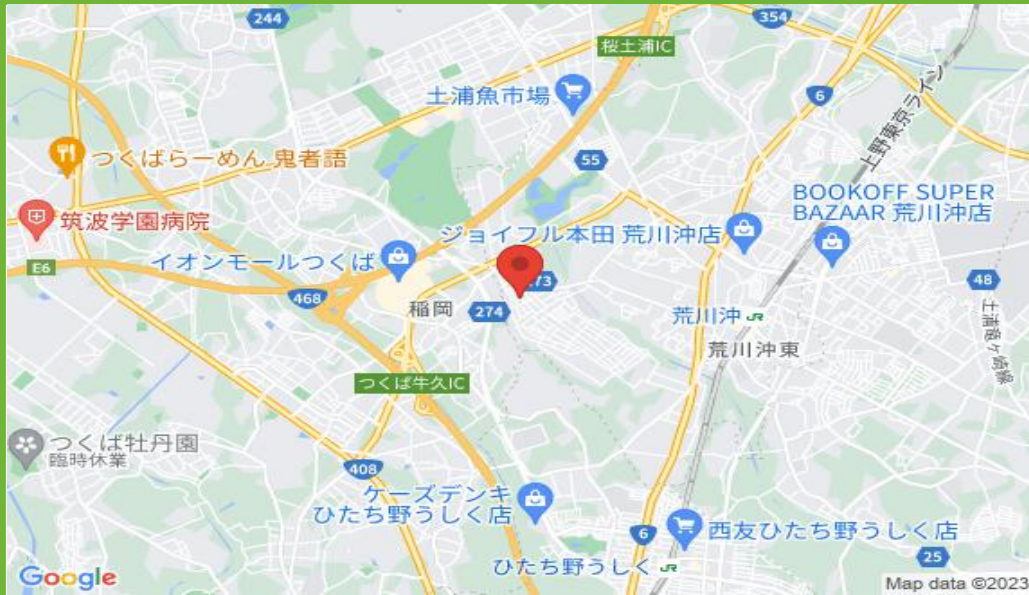 244
354
桜土浦IC
土浦魚市場
6
上野東京ライン
つくばらーめん 鬼者語
55
BOOKOFF SUPER
BAZAAR 荒川沖店
筑波学園病院
ジョイフル本田 荒川沖店
イオンモールつくば
E6
468
273
48
稲岡
274
荒川沖 JR
土浦竜ヶ崎線
荒川沖東
つくば牛久IC
つくば牡丹園
臨時休業
408
ケーズデンキ
ひたち野うしく店
6
西友ひたち野うしく店
25
ひたち野うしく JR
Google
Map data ©2023